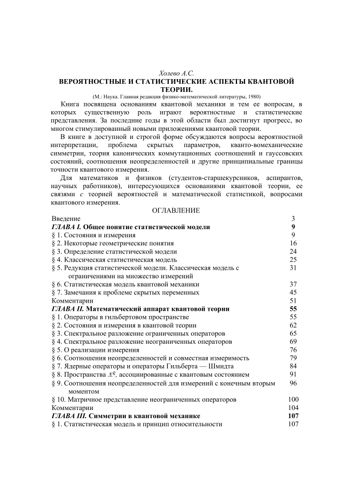 Холево А.С.
ВЕРОЯТНОСТНЫЕ И СТАТИСТИЧЕСКИЕ АСПЕКТЫ КВАНТОВОЙ
ТЕОРИИ.
(М.: Наука. Главная редакция физико-математической литературы, 1980)
Книга посвящена основаниям квантовой механики и тем ее вопросам, в
которых существенную роль играют вероятностные и статистические
представления. За последние годы в этой области был достигнут прогресс, во
многом стимулированный новыми приложениями квантовой теории.
В книге в доступной и строгой форме обсуждаются вопросы вероятностной
интерпретации, проблема скрытых параметров, кванто-вомеханические
симметрии, теория канонических коммутационных соотношений и гауссовских
состояний, соотношения неопределенностей и другие принципиальные границы
точности квантового измерения.
Для математиков и физиков (студентов-старшекурсников, аспирантов,
научных работников), интересующихся основаниями квантовой теории, ее
связями с теорией вероятностей и математической статистикой, вопросами
квантового измерения.
ОГЛАВЛЕНИЕ
Введение 3
ГЛАВА I. Общее понятие статистической модели 9
§ 1. Состояния и измерения 9
§ 2. Некоторые геометрические понятия 16
§ 3. Определение статистической модели 24
§ 4. Классическая статистическая модель 25
§ 5. Редукция статистической модели. Классическая модель с 31
ограничениями на множество измерений
§ 6. Статистическая модель квантовой механики 37
§ 7. Замечания к проблеме скрытых переменных 45
Комментарии 51
ГЛАВА II. Математический аппарат квантовой теории 55
§ 1. Операторы в гильбертовом пространстве 55
§ 2. Состояния и измерения в квантовой теории 62
§ 3. Спектральное разложение ограниченных операторов 65
§ 4. Спектральное разложение неограниченных операторов 69
§ 5. О реализации измерения 76
§ 6. Соотношения неопределенностей и совместная измеримость 79
§ 7. Ядерные операторы и операторы Гильберта — Шмидта 84
§ 8. Пространства ассоциированные с квантовым состоянием 91
§ 9. Соотношения неопределенностей для измерений с конечным вторым 96
моментом
§ 10. Матричное представление неограниченных операторов 100
Комментарии 104
ГЛАВА III. Симметрии в квантовой механике 107
§ 1. Статистическая модель и принцип относительности 107